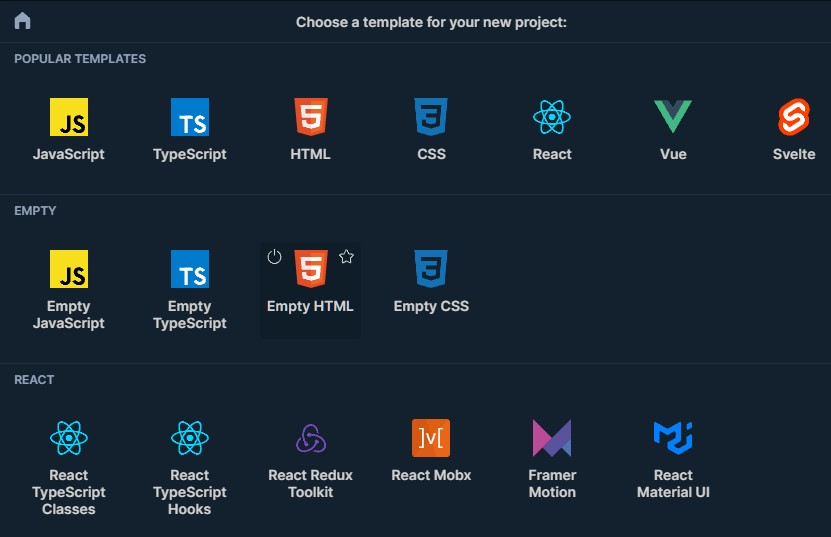 Choose a template for your new project:
POPULAR TEMPLATES
JS
TS
5
3
JavaScript
TypeScript
HTML
CSS
React
Vue
Svelte
EMPTY
JS
TS
5
3
Empty
JavaScript
Empty
TypeScript
Empty HTML
Empty CSS
REACT
]v[
React
TypeScript
Classes
React
TypeScript
Hooks
React Redux
Toolkit
React Mobx
Framer
Motion
React
Material UI